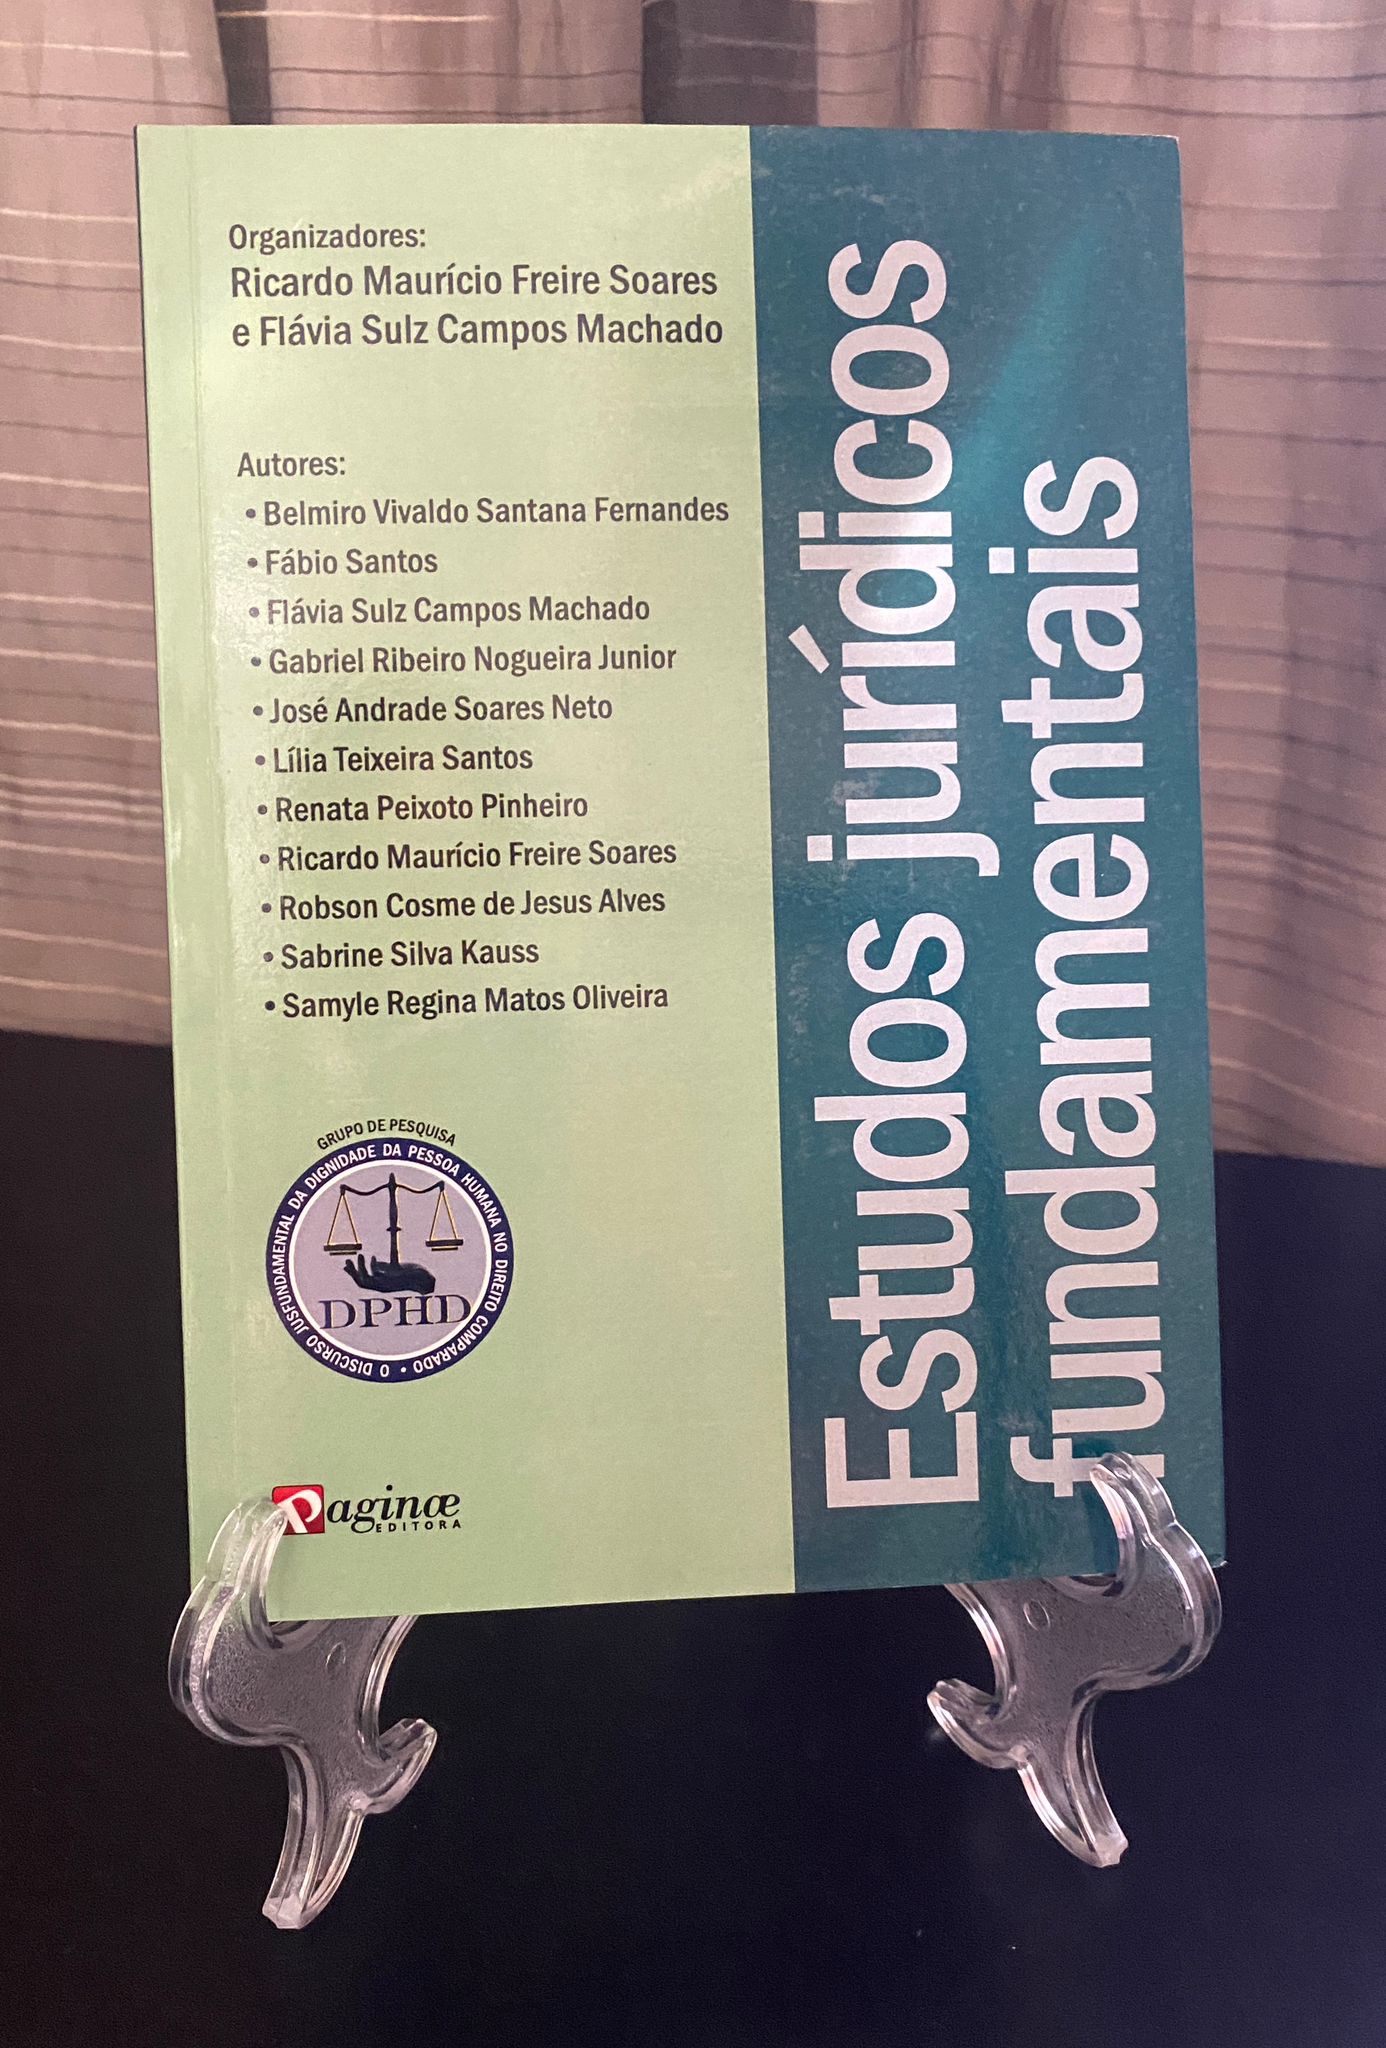 Organizadores:
Ricardo Maurício Freire Soares
e Flávia Sulz Campos Machado
Autores:
• Belmiro Vivaldo Santana Fernandes
• Fábio Santos
• Flávia Sulz Campos Machado
• Gabriel Ribeiro Nogueira Junior
• José Andrade Soares Neto
• Lília Teixeira Santos
• Renata Peixoto Pinheiro
• Ricardo Maurício Freire Soares
• Robson Cosme de Jesus Alves
• Sabrine Silva Kauss
• Samyle Regina Matos Oliveira
GRUPO DE PESQUISA
O DISCURSO JUSFUNDAMENTAL DA DIGNIDADE DA PESSOA HUMANA NO DIREITO COMPARADO •
DPHD
Paginæ
EDITORA
Estudos jurídicos
fundamentais